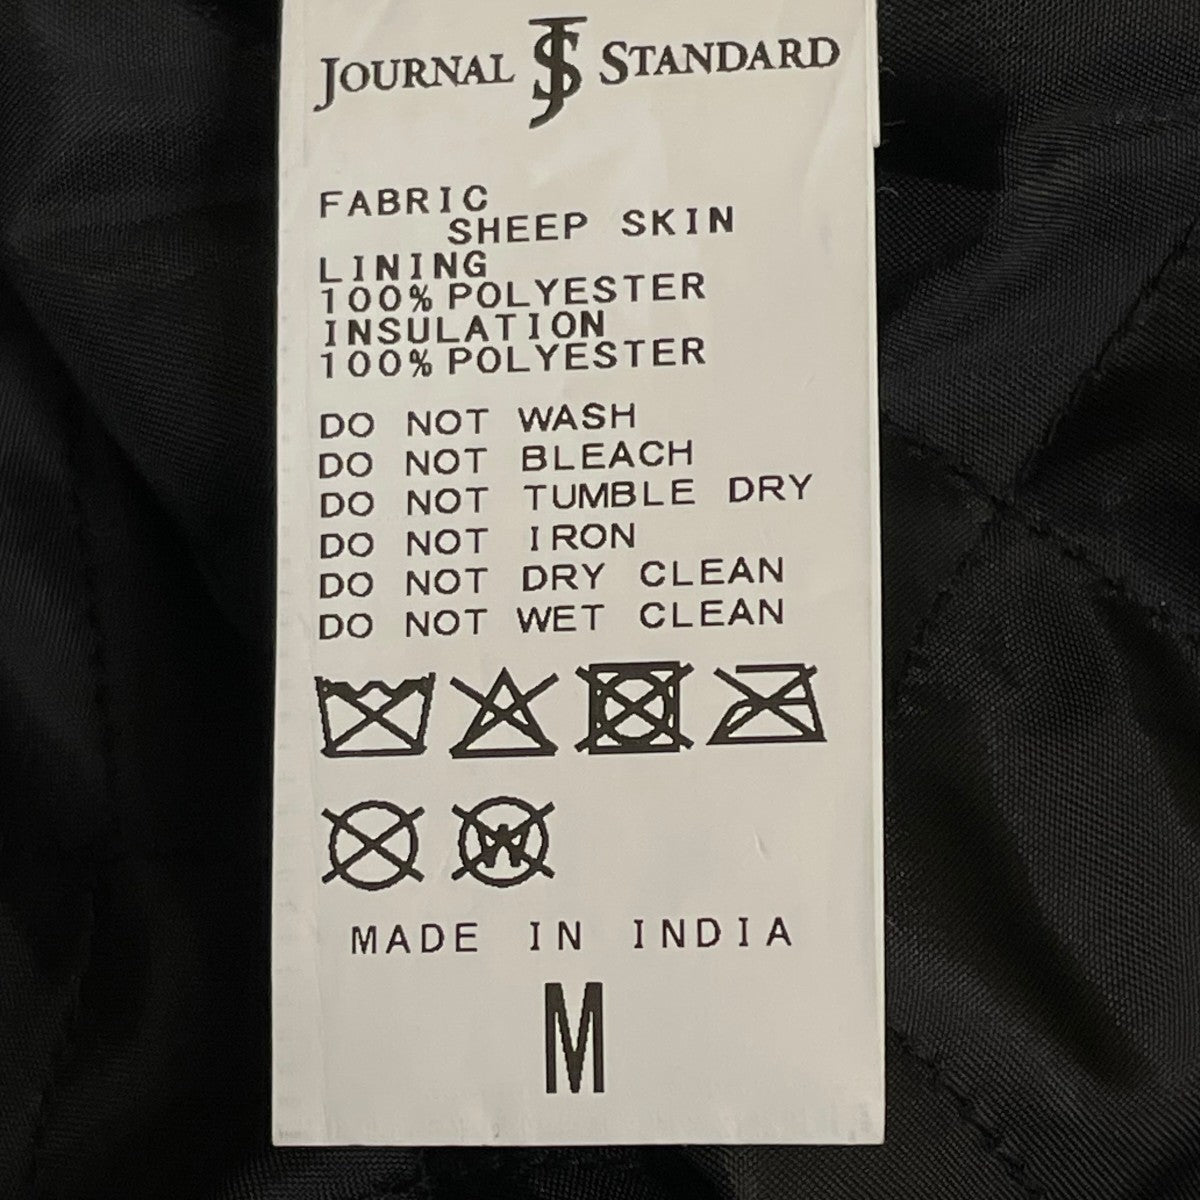 JOURNAL JS STANDARD
FABRIC
SHEEP SKIN
LINING
100% POLYESTER
INSULATION
100% POLYESTER
DO NOT WASH
DO NOT BLEACH
DO NOT TUMBLE DRY
DO NOT IRON
DO NOT DRY CLEAN
DO NOT WET CLEAN
W
MADE IN INDIA
M